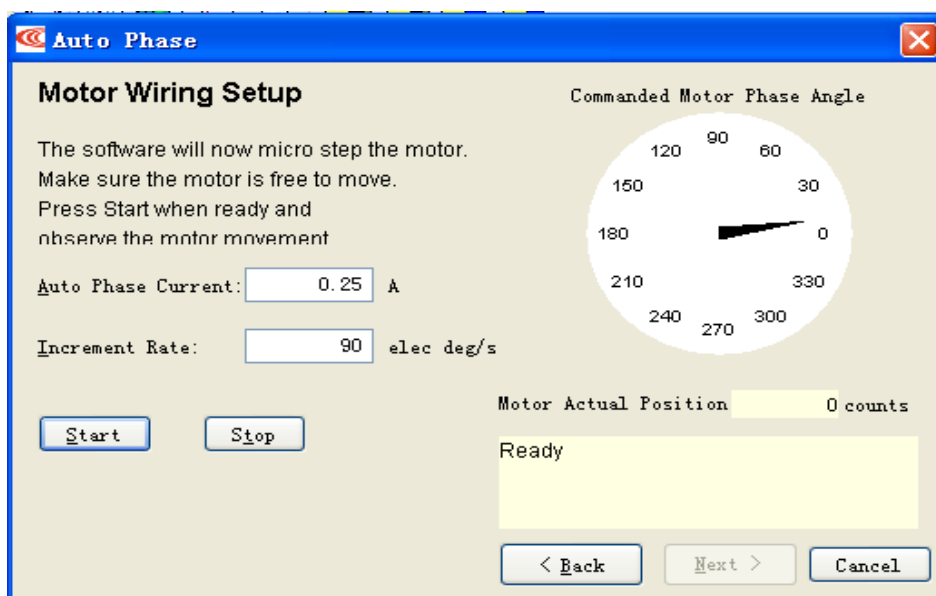 Auto Phase
Motor Wiring Setup
The software will now micro step the motor.
Make sure the motor is free to move.
Press Start when ready and
observe the motor movement
Auto Phase Current: 0.25 A
Increment Rate: 90 elec deg/s
Start Stop
Commanded Motor Phase Angle
90
120 60
150 30
180 0
210 330
240 300
270
Motor Actual Position 0 counts
Ready
< Back Next > Cancel